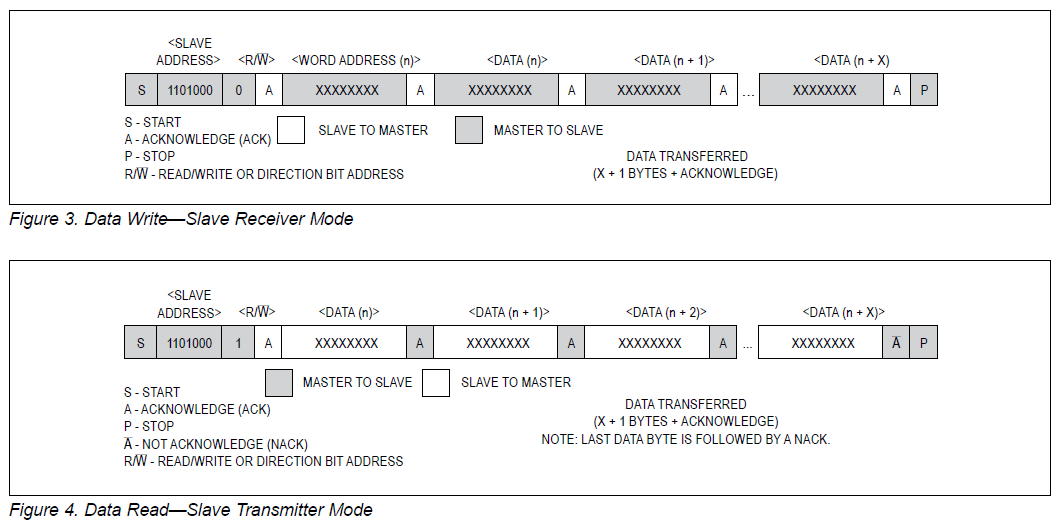 <SLAVE
ADDRESS> <R/W̅> <WORD ADDRESS (n)> <DATA (n)> <DATA (n + 1)> <DATA (n + X)
S 1101000 0 A XXXXXXXX A XXXXXXXX A XXXXXXXX A ... XXXXXXXX A P
S - START
A - ACKNOWLEDGE (ACK) SLAVE TO MASTER MASTER TO SLAVE
P - STOP DATA TRANSFERRED
R/W̅ - READ/WRITE OR DIRECTION BIT ADDRESS (X + 1 BYTES + ACKNOWLEDGE)
Figure 3. Data Write—Slave Receiver Mode
<SLAVE
ADDRESS> <R/W̅> <DATA (n)> <DATA (n + 1)> <DATA (n + 2)> <DATA (n + X)>
S 1101000 1 A XXXXXXXX A XXXXXXXX A XXXXXXXX A ... XXXXXXXX A̅ P
MASTER TO SLAVE SLAVE TO MASTER
S - START
A - ACKNOWLEDGE (ACK) DATA TRANSFERRED
P - STOP (X + 1 BYTES + ACKNOWLEDGE)
A̅ - NOT ACKNOWLEDGE (NACK) NOTE: LAST DATA BYTE IS FOLLOWED BY A NACK.
R/W̅ - READ/WRITE OR DIRECTION BIT ADDRESS
Figure 4. Data Read—Slave Transmitter Mode